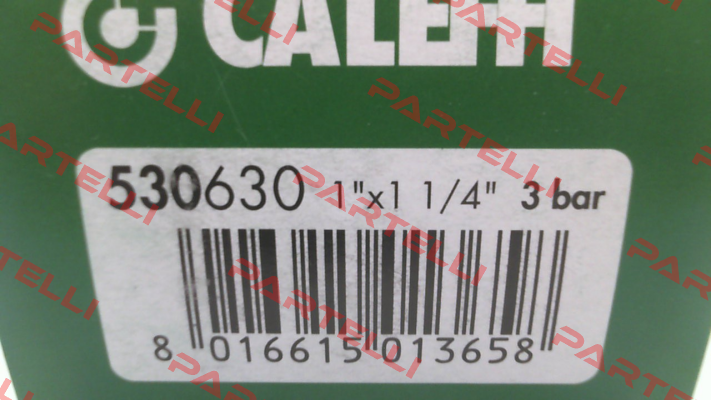 CALEFFI
530630 1"x1 1/4" 3 bar
8 016615 013658
PARTELLI